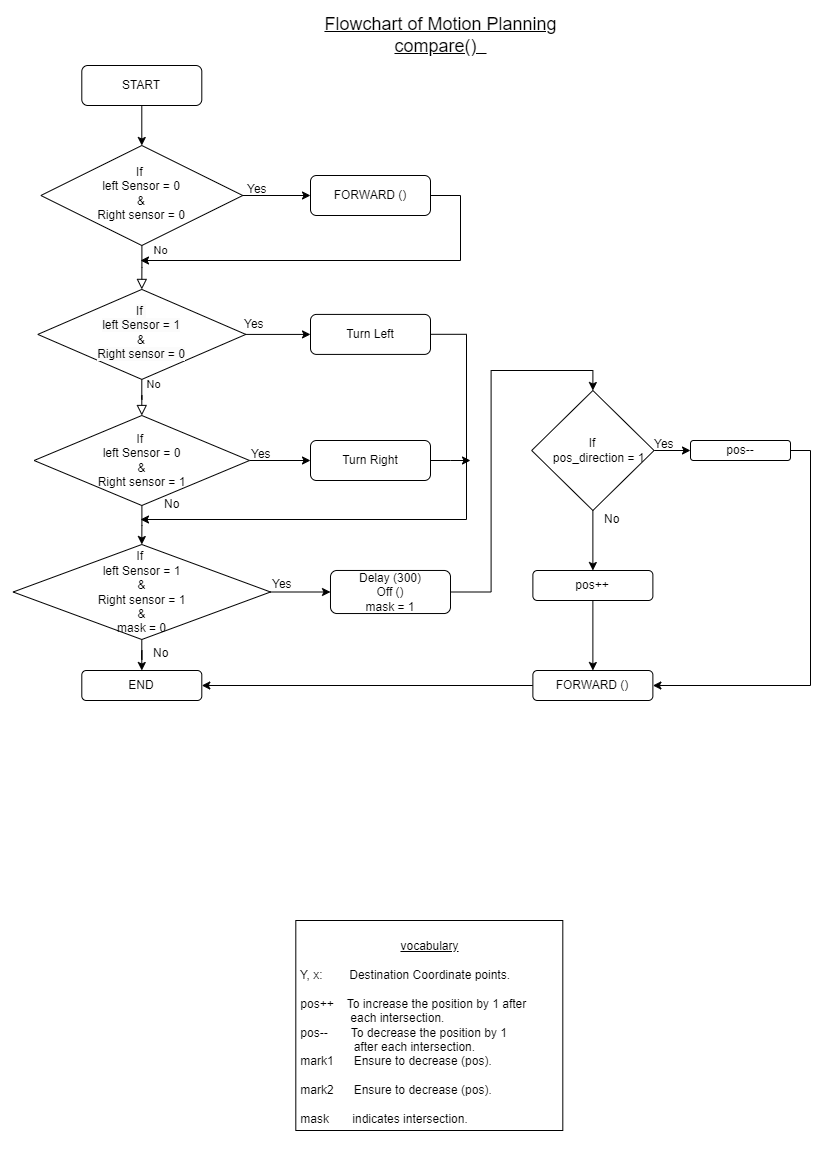 Flowchart of Motion Planning
compare()
START
If
left Sensor = 0
&
Right sensor = 0
Yes
FORWARD ()
No
If
left Sensor = 1
&
Right sensor = 0
Yes
Turn Left
No
If
left Sensor = 0
&
Right sensor = 1
Yes
Turn Right
No
If
left Sensor = 1
&
Right sensor = 1
&
mask = 0
Yes
Delay (300)
Off ()
mask = 1
No
END
If
pos_direction = 1
Yes
pos--
No
pos++
FORWARD ()
vocabulary
Y, x: Destination Coordinate points.
pos++ To increase the position by 1 after
each intersection.
pos-- To decrease the position by 1
after each intersection.
mark1 Ensure to decrease (pos).
mark2 Ensure to decrease (pos).
mask indicates intersection.